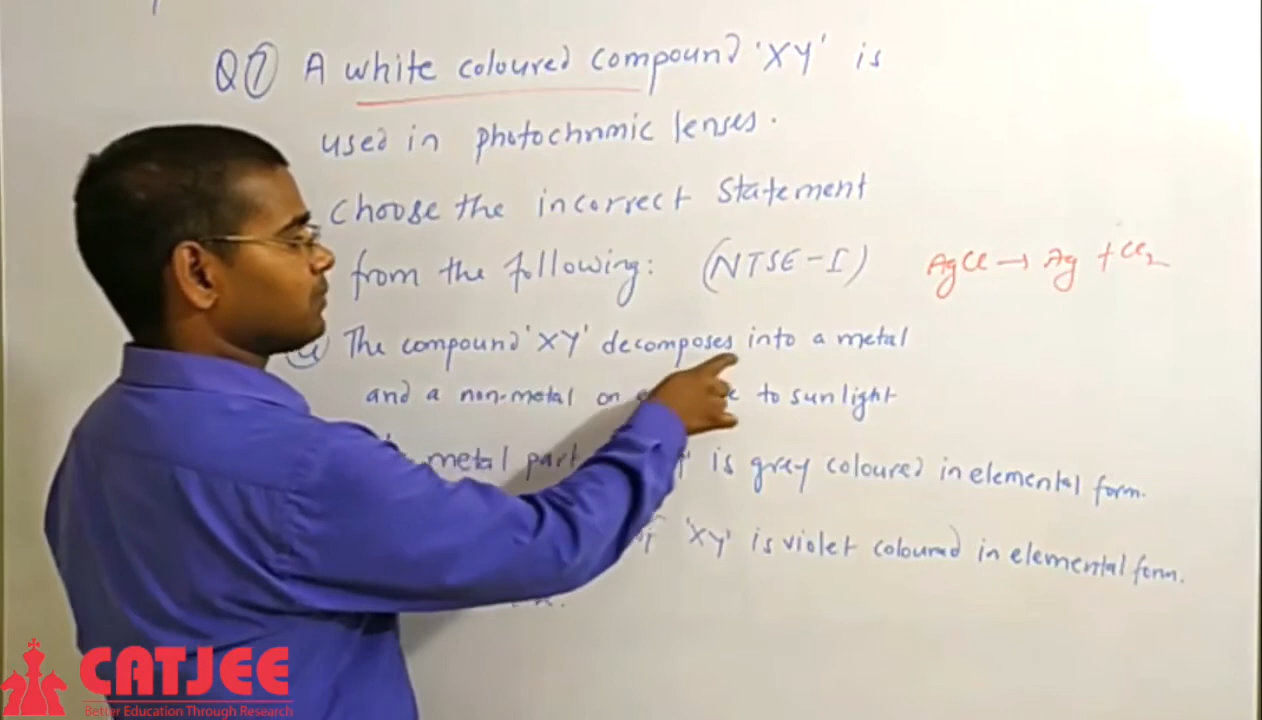 Q7 A white coloured compound 'XY' is
used in photochromic lenses.
choose the incorrect statement
from the following: (NTSE-I) AgCl → Ag + Cl2
The compound 'XY' decomposes into a metal
and a non-metal on to sunlight
metal part is grey coloured in elemental form.
'XY' is violet coloured in elemental form.
CATJEE
Better Education Through Research